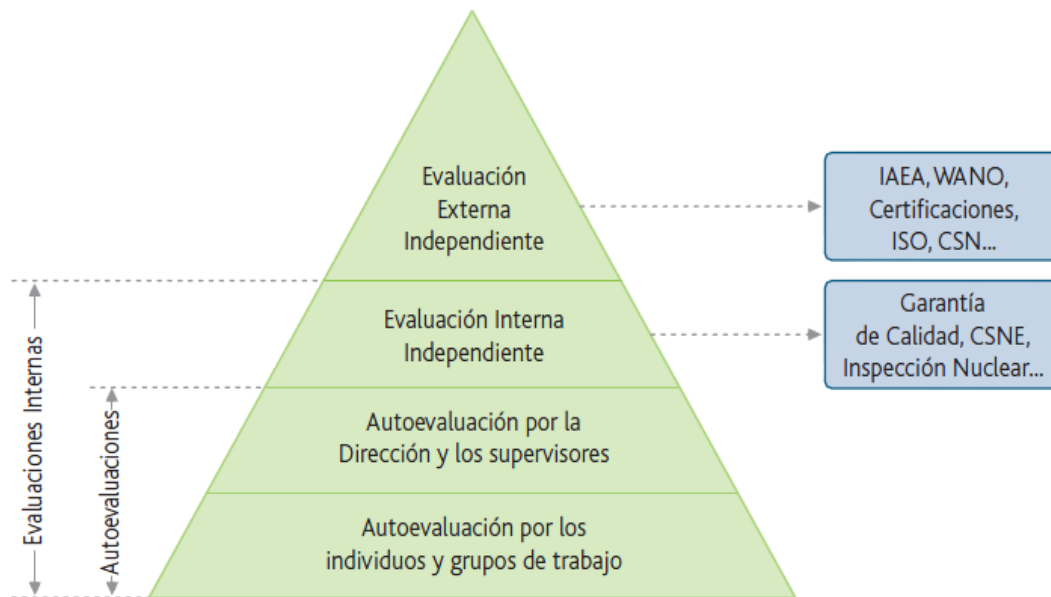 Evaluación
Externa
Independiente
IAEA, WANO,
Certificaciones,
ISO, CSN...
Evaluación Interna
Independiente
Garantía
de Calidad, CSNE,
Inspección Nuclear...
Autoevaluación por la
Dirección y los supervisores
Autoevaluación por los
individuos y grupos de trabajo
Evaluaciones Internas
Autoevaluaciones